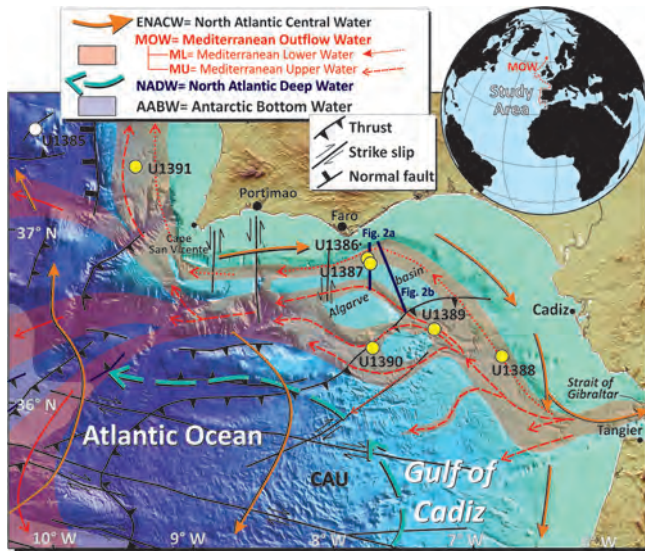 ENACW= North Atlantic Central Water
MOW= Mediterranean Outflow Water
ML= Mediterranean Lower Water
MU= Mediterranean Upper Water
NADW= North Atlantic Deep Water
AABW= Antarctic Bottom Water
MOW
Study
Area
Thrust
Strike slip
Normal fault
U1385
U1391
Portimao
Faro
Cape
San Vicente
37° N
U1386
Fig. 2a
U1387
basin
Algarve
Fig. 2b
U1389
Cadiz
U1390
U1388
Strait of
Gibraltar
36° N
Tangier
Atlantic Ocean
CAU
Gulf of
Cadiz
10° W
9° W
8° W
7° W
6° W